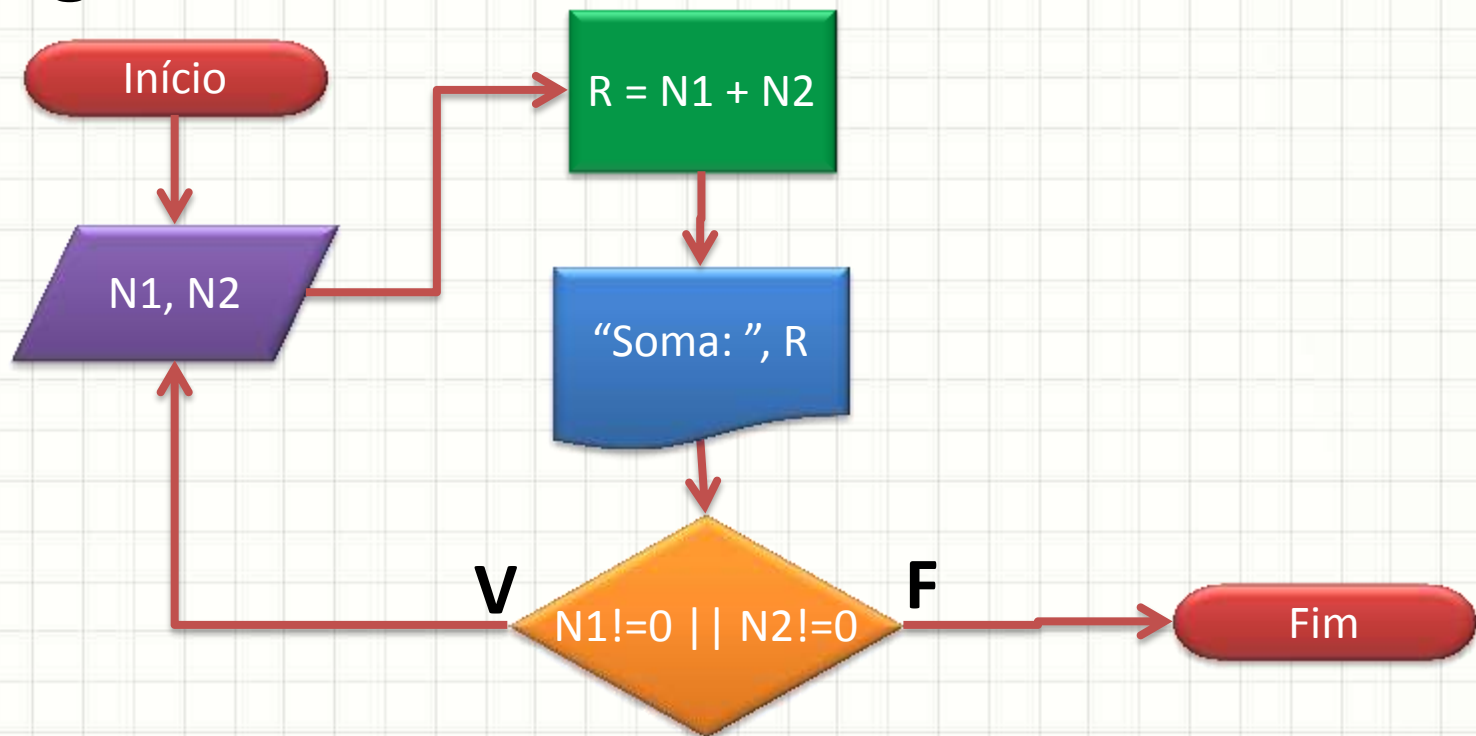 Início
N1, N2
R = N1 + N2
“Soma: ”, R
N1!=0 || N2!=0
V
F
Fim